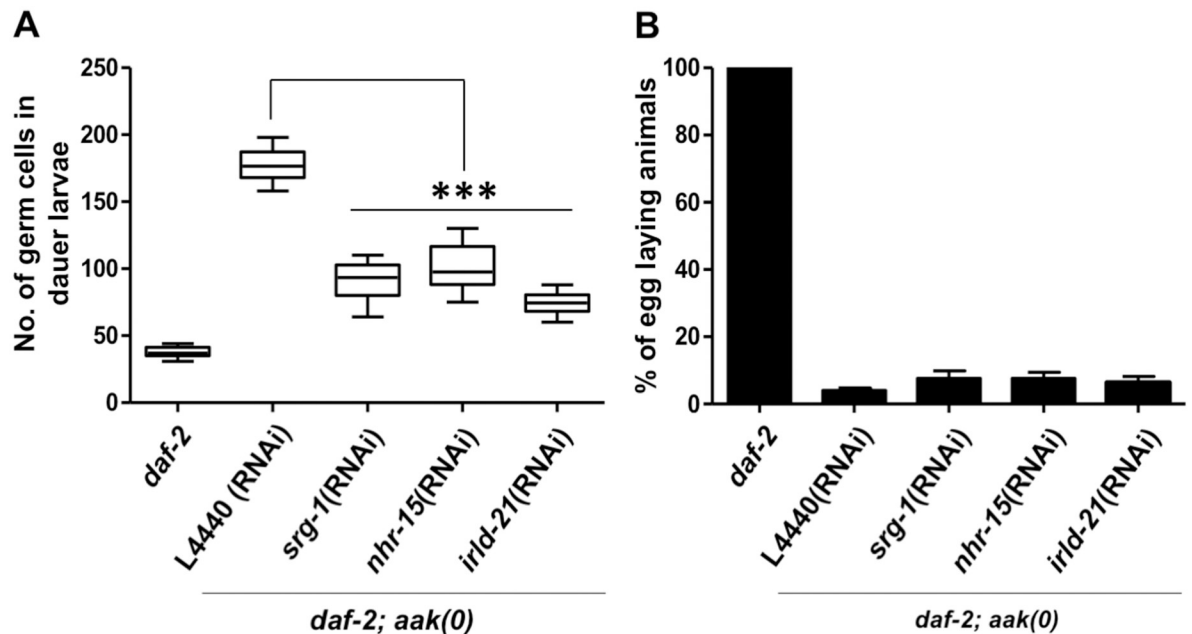 A
No. of germ cells in
dauer larvae
250
200
150
100
50
0
***
daf-2
L4440 (RNAi)
srg-1(RNAi)
nhr-15(RNAi)
irld-21(RNAi)
daf-2; aak(0)
B
% of egg laying animals
100
80
60
40
20
0
daf-2
L4440(RNAi)
srg-1(RNAi)
nhr-15(RNAi)
irld-21(RNAi)
daf-2; aak(0)